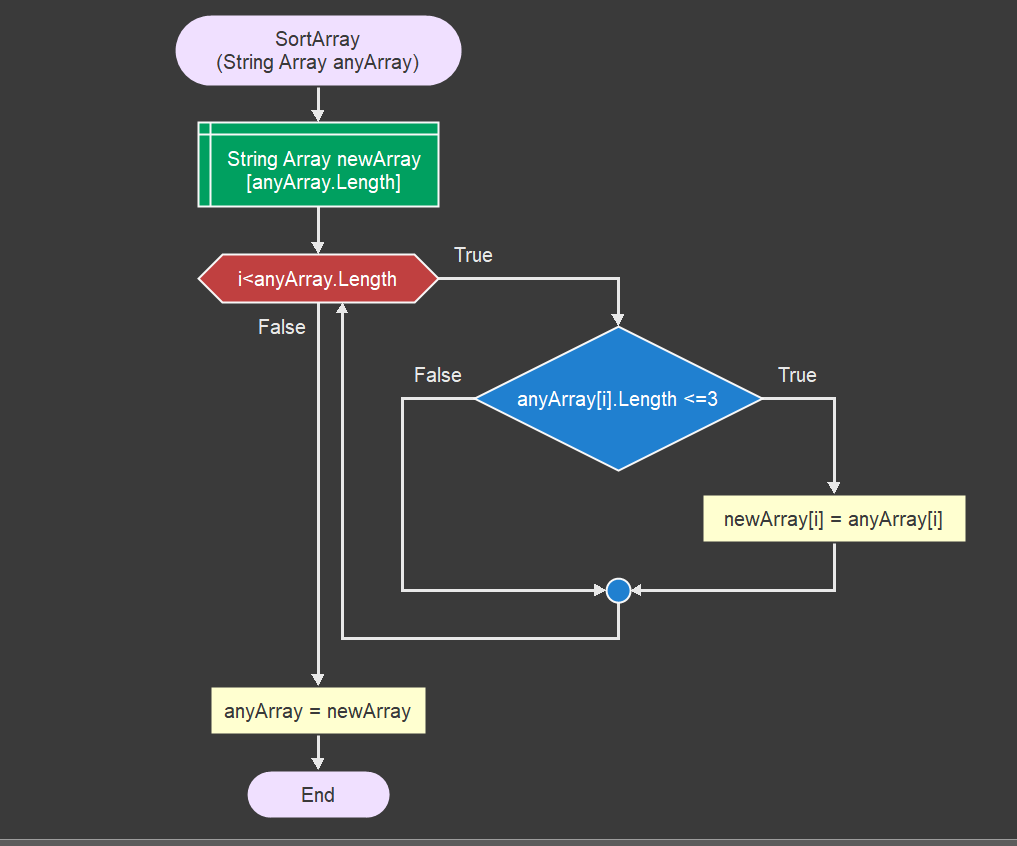 SortArray
(String Array anyArray)
String Array newArray
[anyArray.Length]
i<anyArray.Length
True
False
False
anyArray[i].Length <=3
True
newArray[i] = anyArray[i]
anyArray = newArray
End